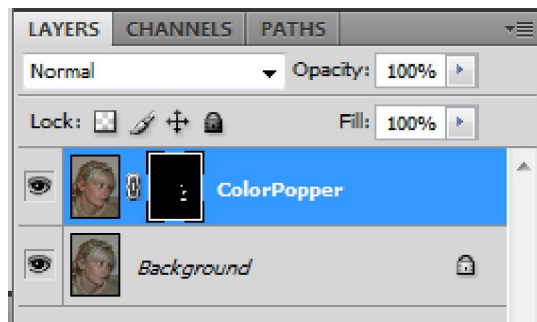 LAYERS CHANNELS PATHS
Normal Opacity: 100%
Lock: Fill: 100%
ColorPopper
Background